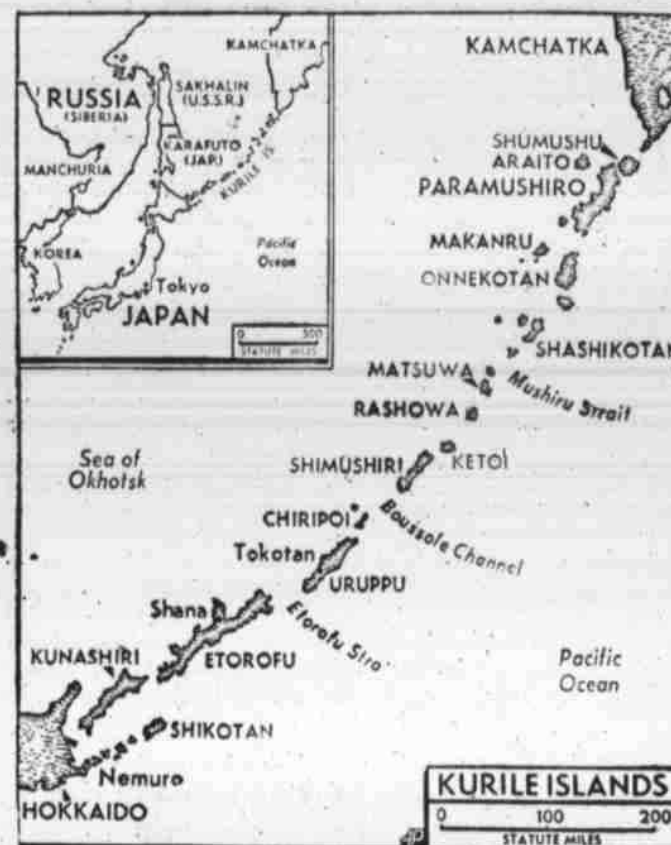 KAMCHATKA
RUSSIA
(SIBERIA)
SAKHALIN
(U.S.S.R.)
KARAFUTO
(JAP.)
MANCHURIA
KURILE IS.
KOREA
Pacific
Ocean
Tokyo
JAPAN
0 500
STATUTE MILES
KAMCHATKA
SHUMUSHU
ARAITO
PARAMUSHIRO
MAKANRU
ONNEKOTAN
SHASHIKOTAN
MATSUWA
Mushiru Strait
RASHOWA
Sea of
Okhotsk
SHIMUSHIRI
KETOI
CHIRIPOI
Boussole Channel
Tokotan
URUPPU
Shana
Etorofu Stra
KUNASHIRI
ETOROFU
Pacific
Ocean
SHIKOTAN
Nemuro
HOKKAIDO
KURILE ISLANDS
0 100 200
STATUTE MILES
AP